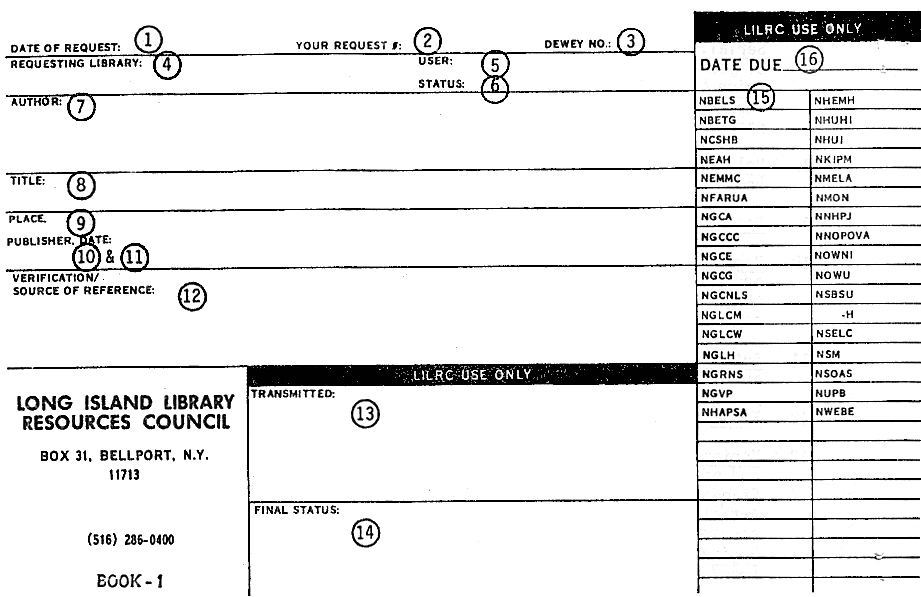 LILRC USE ONLY
DATE OF REQUEST: 1 YOUR REQUEST #: 2 DEWEY NO.: 3
REQUESTING LIBRARY: 4 USER: 5
STATUS: 6
DATE DUE 16
AUTHOR: 7
NBELS 15 NHEMH
NBETG NHUHI
NCSHB NHUI
NEAH NKIPM
NEMMC NMELA
NFARUA NMON
NGCA NNHPJ
NGCCC NNOPOVA
NGCE NOWNI
NGCG NOWU
NGCNLS NSBSU
NGLCM -H
NGLCW NSELC
NGLH NSM
NGRNS NSOAS
NGVP NUPB
NHAPSA NWEBE
TITLE: 8
PLACE, 9
PUBLISHER, DATE:
10 & 11
VERIFICATION/
SOURCE OF REFERENCE: 12
LILRC USE ONLY
TRANSMITTED:
13
FINAL STATUS:
14
LONG ISLAND LIBRARY
RESOURCES COUNCIL
BOX 31, BELLPORT, N.Y.
11713
(516) 286-0400
BOOK - 1